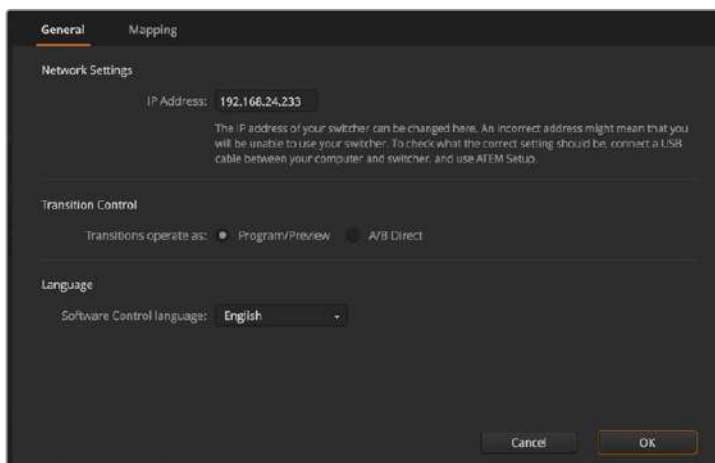 General Mapping
Network Settings
IP Address: 192.168.24.233
The IP address of your switcher can be changed here. An incorrect address might mean that you
will be unable to use your switcher. To check what the correct setting should be, connect a USB
cable between your computer and switcher, and use ATEM Setup.
Transition Control
Transitions operate as: Program/Preview A/B Direct
Language
Software Control language: English
Cancel OK